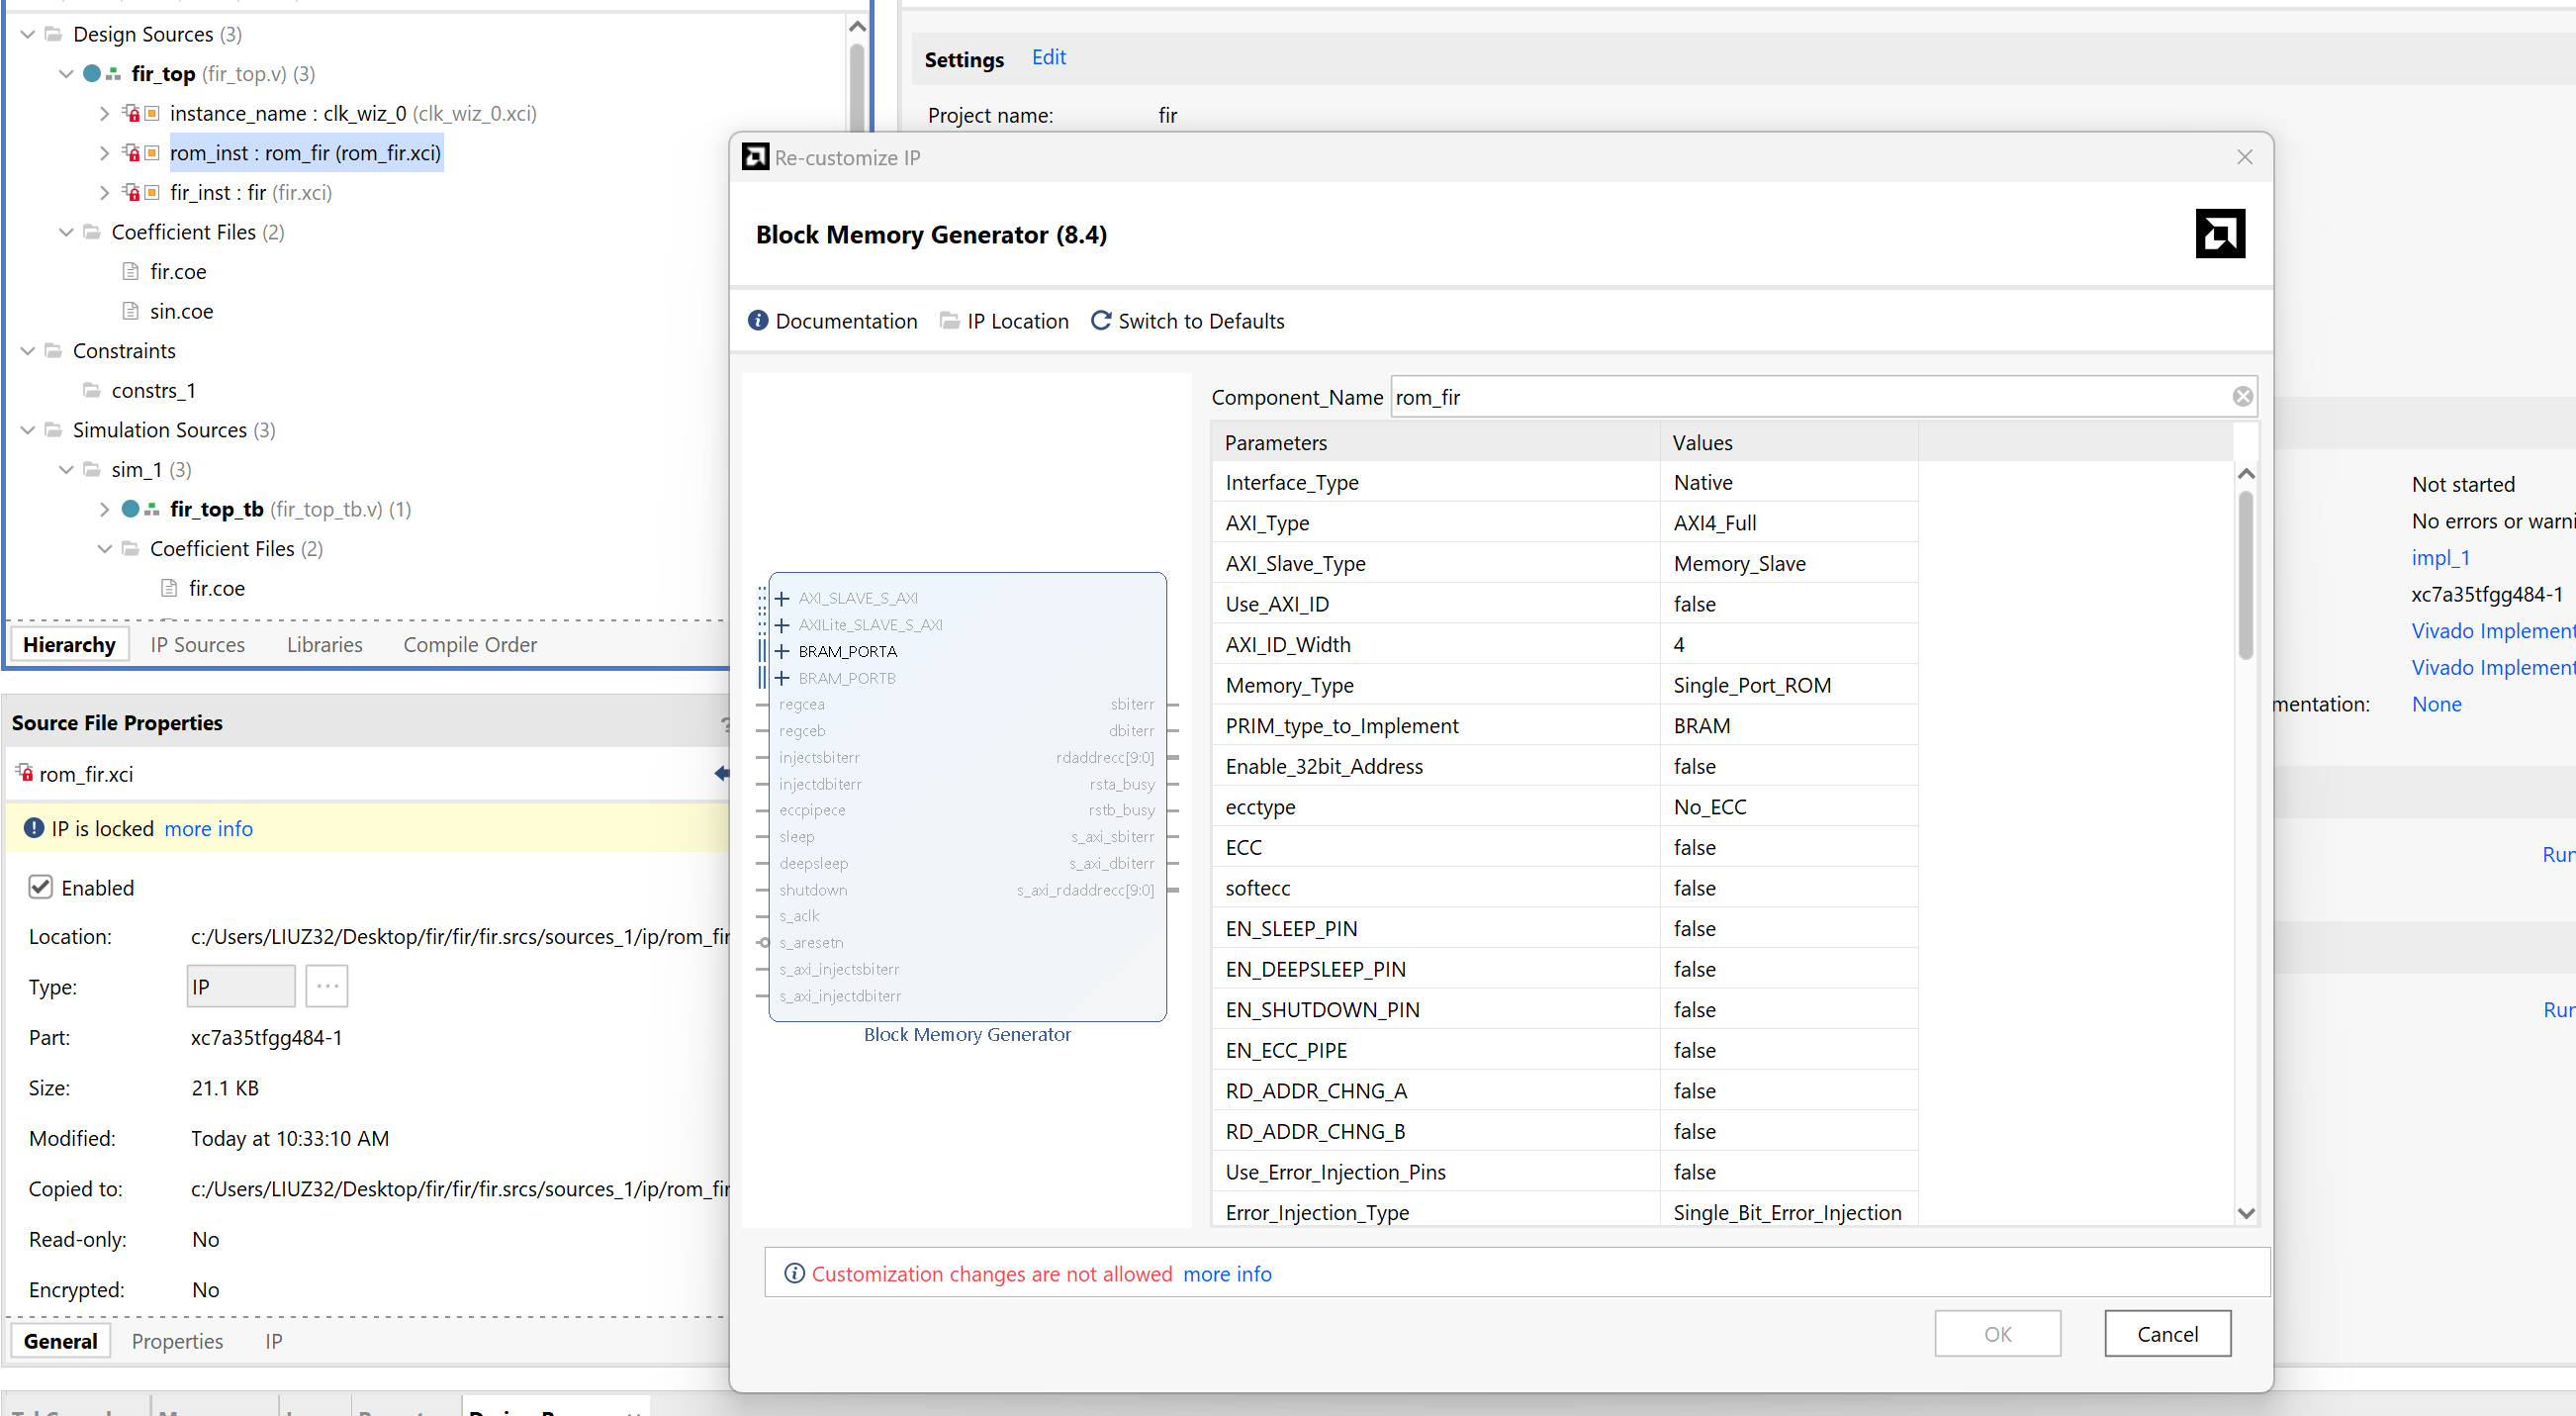 Design Sources (3)
fir_top (fir_top.v) (3)
instance_name : clk_wiz_0 (clk_wiz_0.xci)
rom_inst : rom_fir (rom_fir.xci)
fir_inst : fir (fir.xci)
Coefficient Files (2)
fir.coe
sin.coe
Constraints
constrs_1
Simulation Sources (3)
sim_1 (3)
fir_top_tb (fir_top_tb.v) (1)
Coefficient Files (2)
fir.coe
Hierarchy IP Sources Libraries Compile Order
Source File Properties ?
rom_fir.xci
IP is locked more info
Enabled
Location: c:/Users/LIUZ32/Desktop/fir/fir/fir.srcs/sources_1/ip/rom_fir
Type: IP ...
Part: xc7a35tfgg484-1
Size: 21.1 KB
Modified: Today at 10:33:10 AM
Copied to: c:/Users/LIUZ32/Desktop/fir/fir/fir.srcs/sources_1/ip/rom_fir
Read-only: No
Encrypted: No
General Properties IP
Settings Edit
Project name: fir
Re-customize IP
Block Memory Generator (8.4)
Documentation IP Location Switch to Defaults
AXI_SLAVE_S_AXI
AXILite_SLAVE_S_AXI
BRAM_PORTA
BRAM_PORTB
regcea sbiterr
regceb dbiterr
injectsbiterr rdaddrecc[9:0]
injectdbiterr rsta_busy
eccpipece rstb_busy
sleep s_axi_sbiterr
deepsleep s_axi_dbiterr
shutdown s_axi_rdaddrecc[9:0]
s_aclk
s_aresetn
s_axi_injectsbiterr
s_axi_injectdbiterr
Block Memory Generator
Component_Name rom_fir
Parameters Values
Interface_Type Native
AXI_Type AXI4_Full
AXI_Slave_Type Memory_Slave
Use_AXI_ID false
AXI_ID_Width 4
Memory_Type Single_Port_ROM
PRIM_type_to_Implement BRAM
Enable_32bit_Address false
ecctype No_ECC
ECC false
softecc false
EN_SLEEP_PIN false
EN_DEEPSLEEP_PIN false
EN_SHUTDOWN_PIN false
EN_ECC_PIPE false
RD_ADDR_CHNG_A false
RD_ADDR_CHNG_B false
Use_Error_Injection_Pins false
Error_Injection_Type Single_Bit_Error_Injection
Customization changes are not allowed more info
OK Cancel
Not started
No errors or warni
impl_1
xc7a35tfgg484-1
Vivado Implement
Vivado Implement
mentation: None
Run
Run